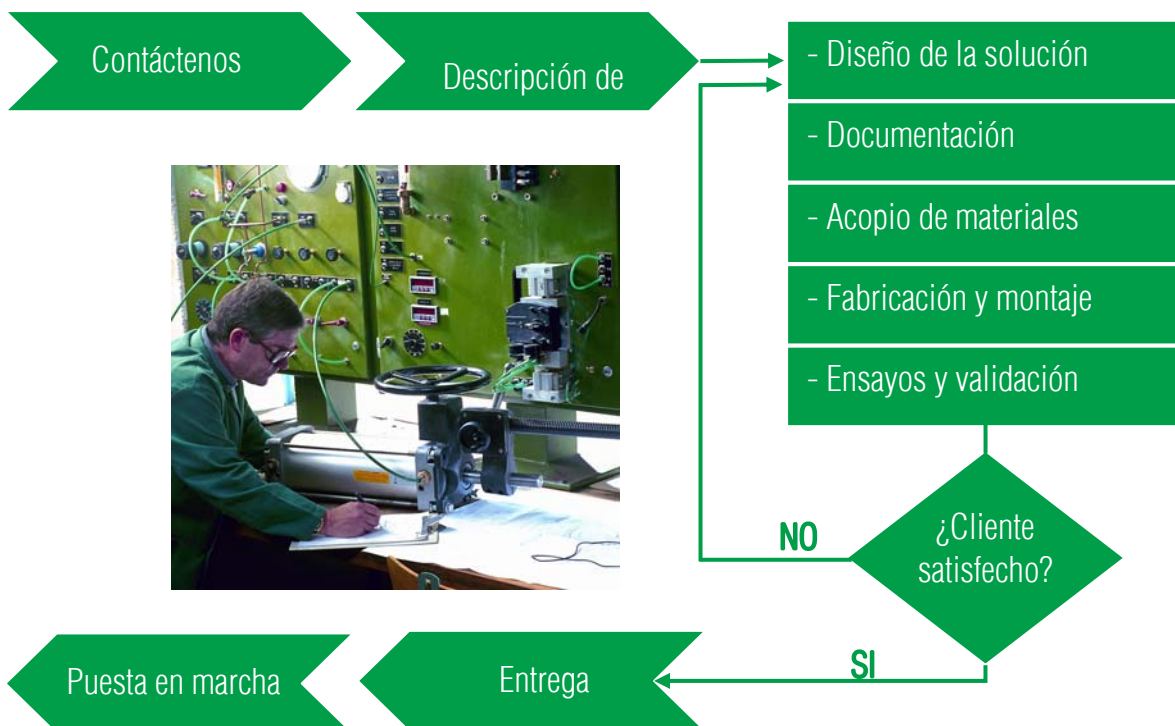 Contáctenos
Descripción de
- Diseño de la solución
- Documentación
- Acopio de materiales
- Fabricación y montaje
- Ensayos y validación
¿Cliente
satisfecho?
NO
SI
Entrega
Puesta en marcha